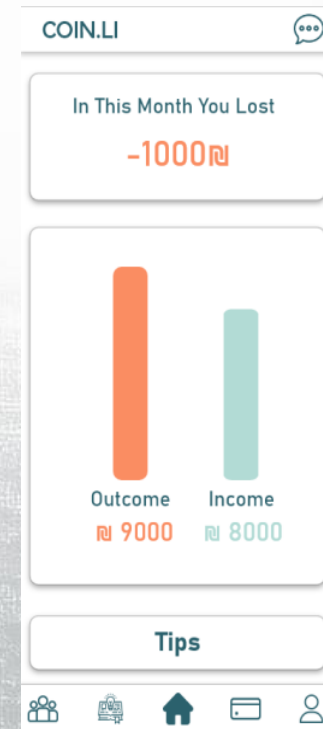 COIN.LI
In This Month You Lost
-1000₪
Outcome Income
₪ 9000 ₪ 8000
Tips